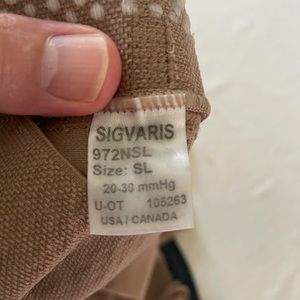 SIGVARIS
972NSL
Size: SL
20-30 mmHg
U-OT 105263
USA / CANADA